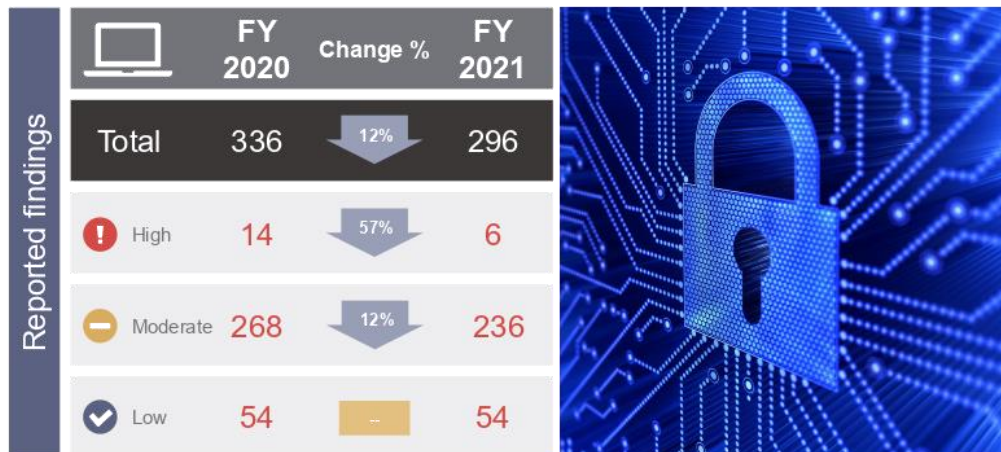 Reported findings
FY 2020 Change % FY 2021
Total 336 12% 296
! High 14 57% 6
Moderate 268 12% 236
Low 54 -- 54